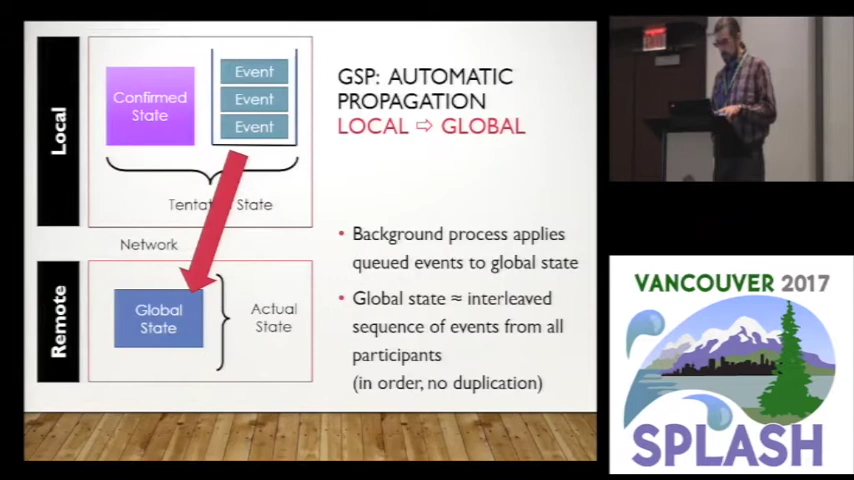 Local
Confirmed
State
Event
Event
Event
Tentat State
Network
Remote
Global
State
Actual
State
GSP: AUTOMATIC
PROPAGATION
LOCAL ⇨ GLOBAL
• Background process applies
queued events to global state
• Global state ≈ interleaved
sequence of events from all
participants
(in order, no duplication)
VANCOUVER 2017
SPLASH